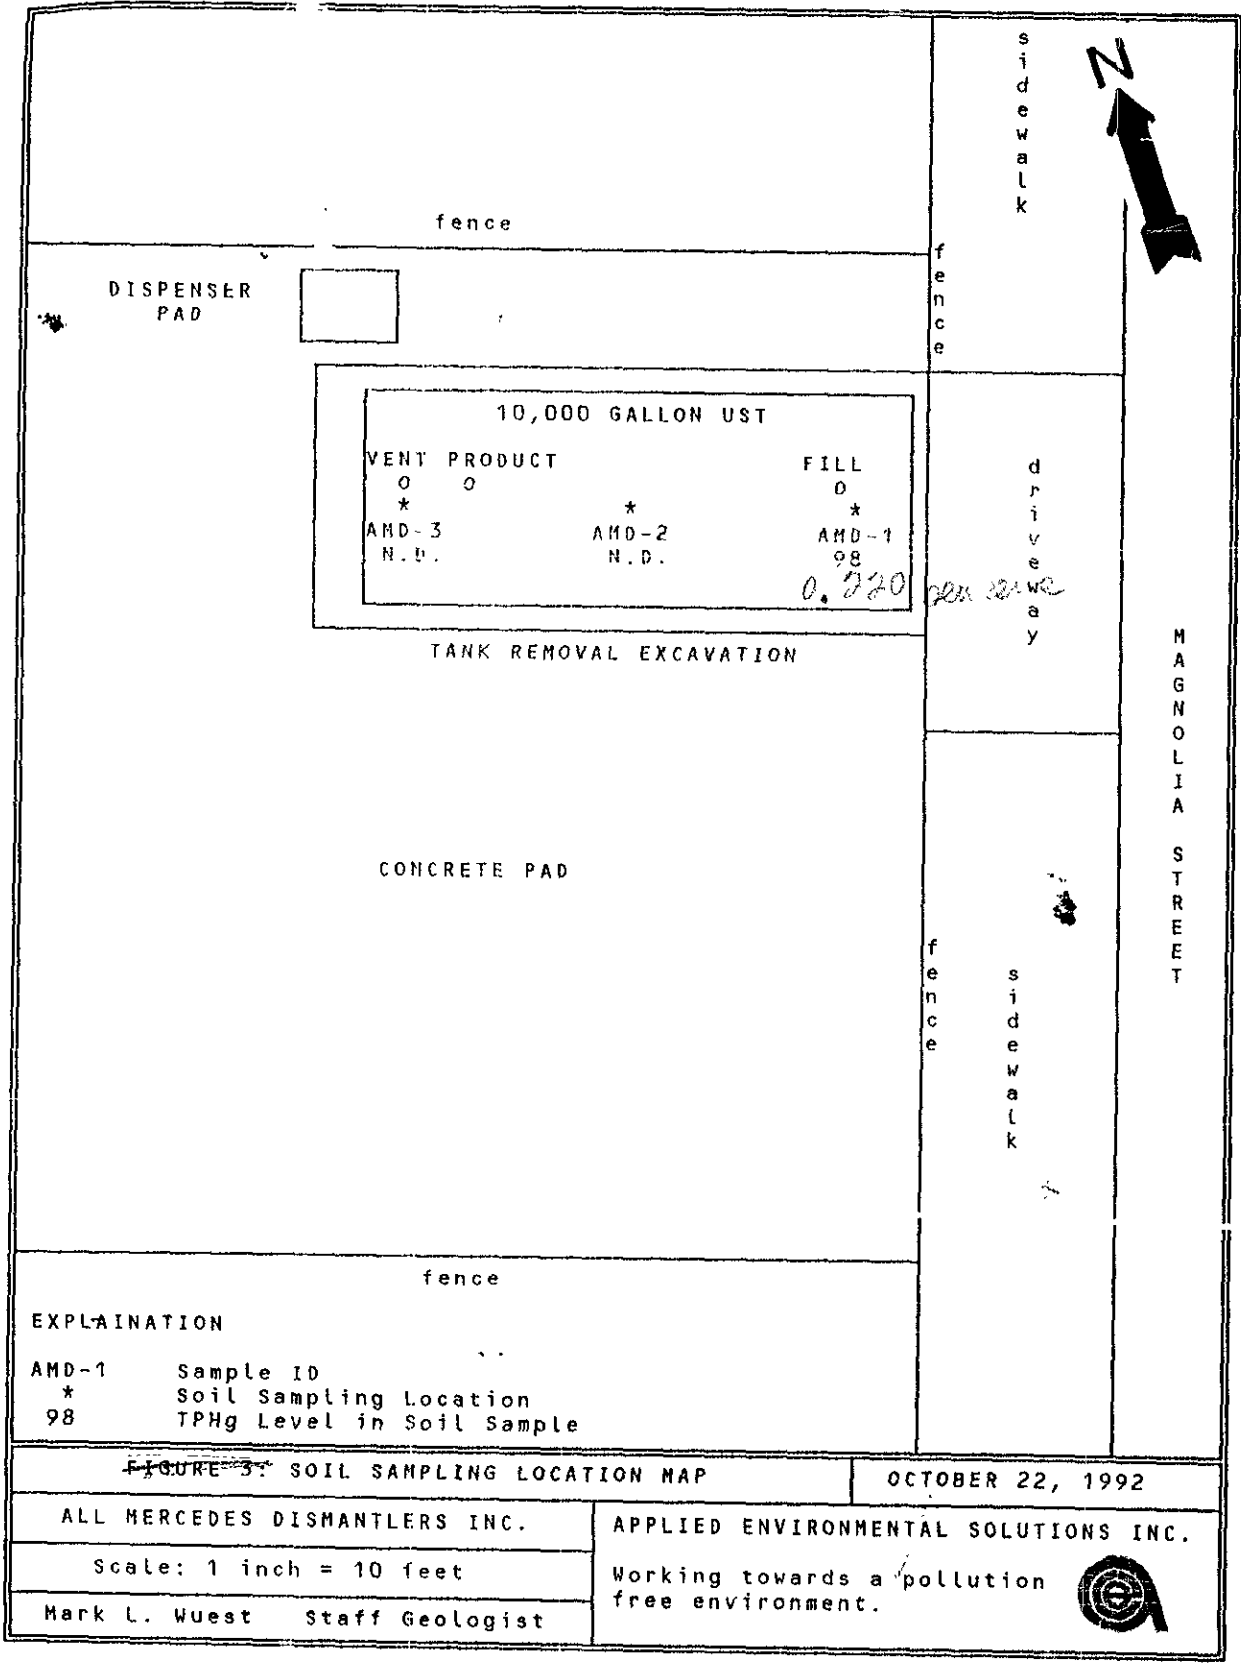 sidewalk
N
fence
fence
DISPENSER
PAD
10,000 GALLON UST
VENT PRODUCT FILL
O O O
* * *
AMD-3 AMD-2 AMD-1
N.D. N.D. 98
0.220
driveway
TANK REMOVAL EXCAVATION
MAGNOLIA STREET
CONCRETE PAD
fence
sidewalk
fence
EXPLAINATION
AMD-1 Sample ID
* Soil Sampling Location
98 TPHg Level in Soil Sample
FIGURE 3: SOIL SAMPLING LOCATION MAP
OCTOBER 22, 1992
ALL MERCEDES DISMANTLERS INC.
Scale: 1 inch = 10 feet
Mark L. Wuest Staff Geologist
APPLIED ENVIRONMENTAL SOLUTIONS INC.
Working towards a pollution
free environment.